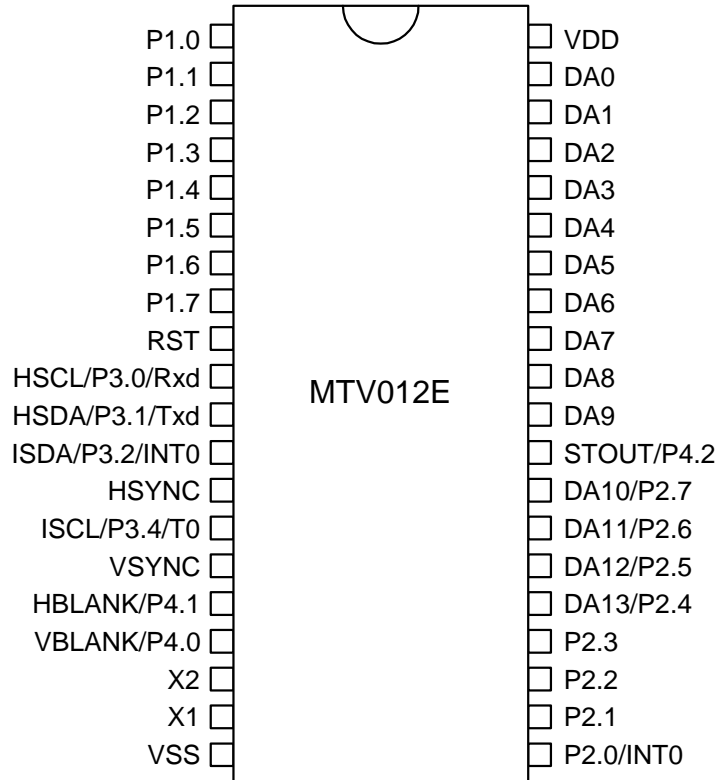 P1.0 VDD
P1.1 DA0
P1.2 DA1
P1.3 DA2
P1.4 DA3
P1.5 DA4
P1.6 DA5
P1.7 DA6
RST DA7
HSCL/P3.0/Rxd DA8
MTV012E
HSDA/P3.1/Txd DA9
ISDA/P3.2/INT0 STOUT/P4.2
HSYNC DA10/P2.7
ISCL/P3.4/T0 DA11/P2.6
VSYNC DA12/P2.5
HBLANK/P4.1 DA13/P2.4
VBLANK/P4.0 P2.3
X2 P2.2
X1 P2.1
VSS P2.0/INT0